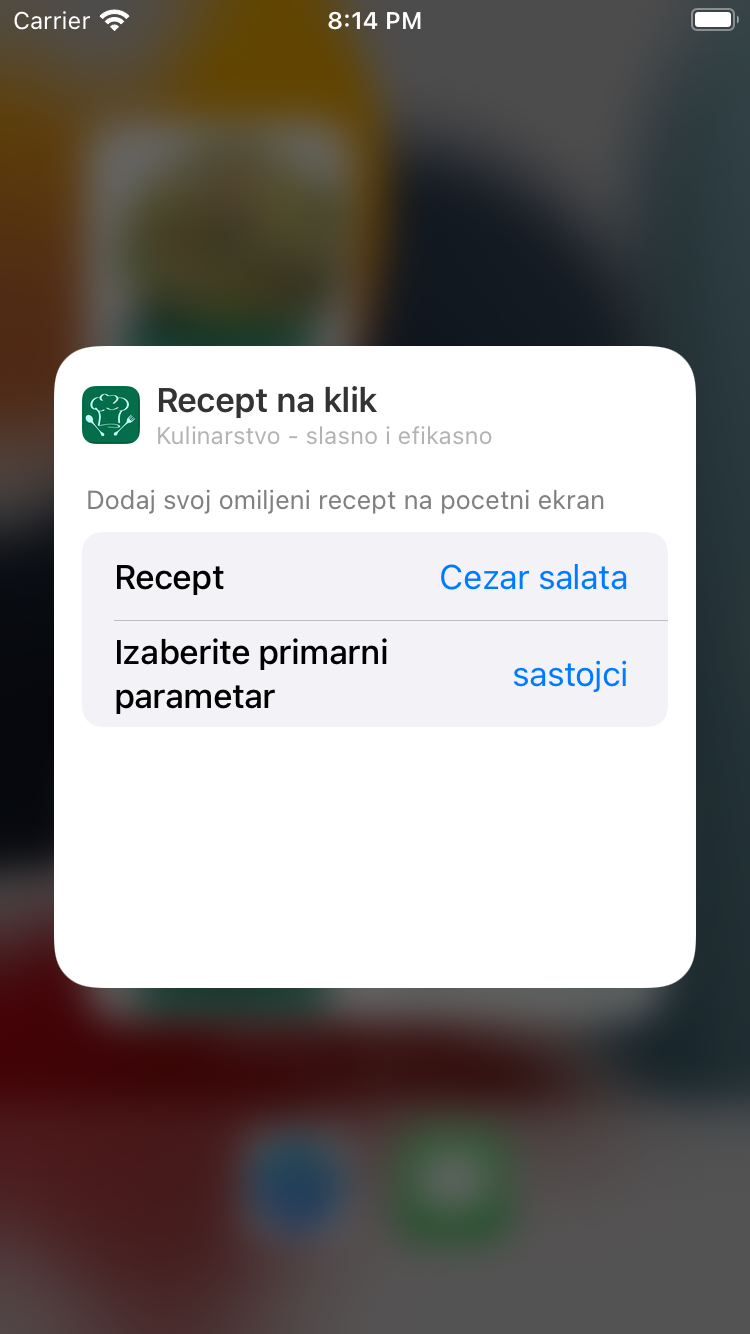 Carrier 8:14 PM
Recept na klik
Kulinarstvo - slasno i efikasno
Dodaj svoj omiljeni recept na pocetni ekran
Recept Cezar salata
Izaberite primarni
parametar sastojci